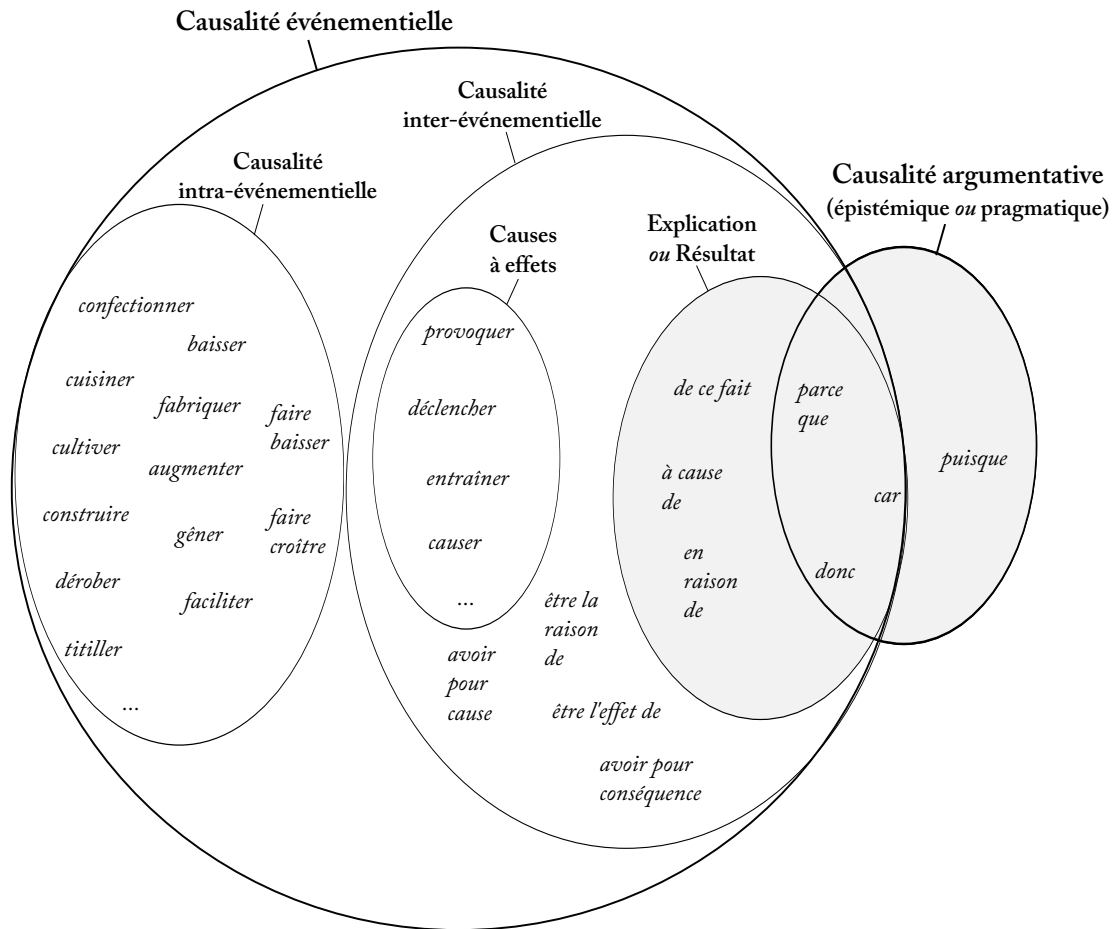 Causalité événementielle
Causalité
inter-événementielle
Causalité
intra-événementielle
Causalité argumentative
(épistémique ou pragmatique)
Causes
à effets
Explication
ou Résultat
confectionner
baisser
cuisiner
fabriquer
faire
baisser
cultiver
augmenter
construire
gêner
faire
croître
dérober
faciliter
titiller
...
provoquer
déclencher
entraîner
causer
...
avoir
pour
cause
être la
raison
de
être l'effet de
avoir pour
conséquence
de ce fait
à cause
de
en
raison
de
parce
que
car
donc
puisque